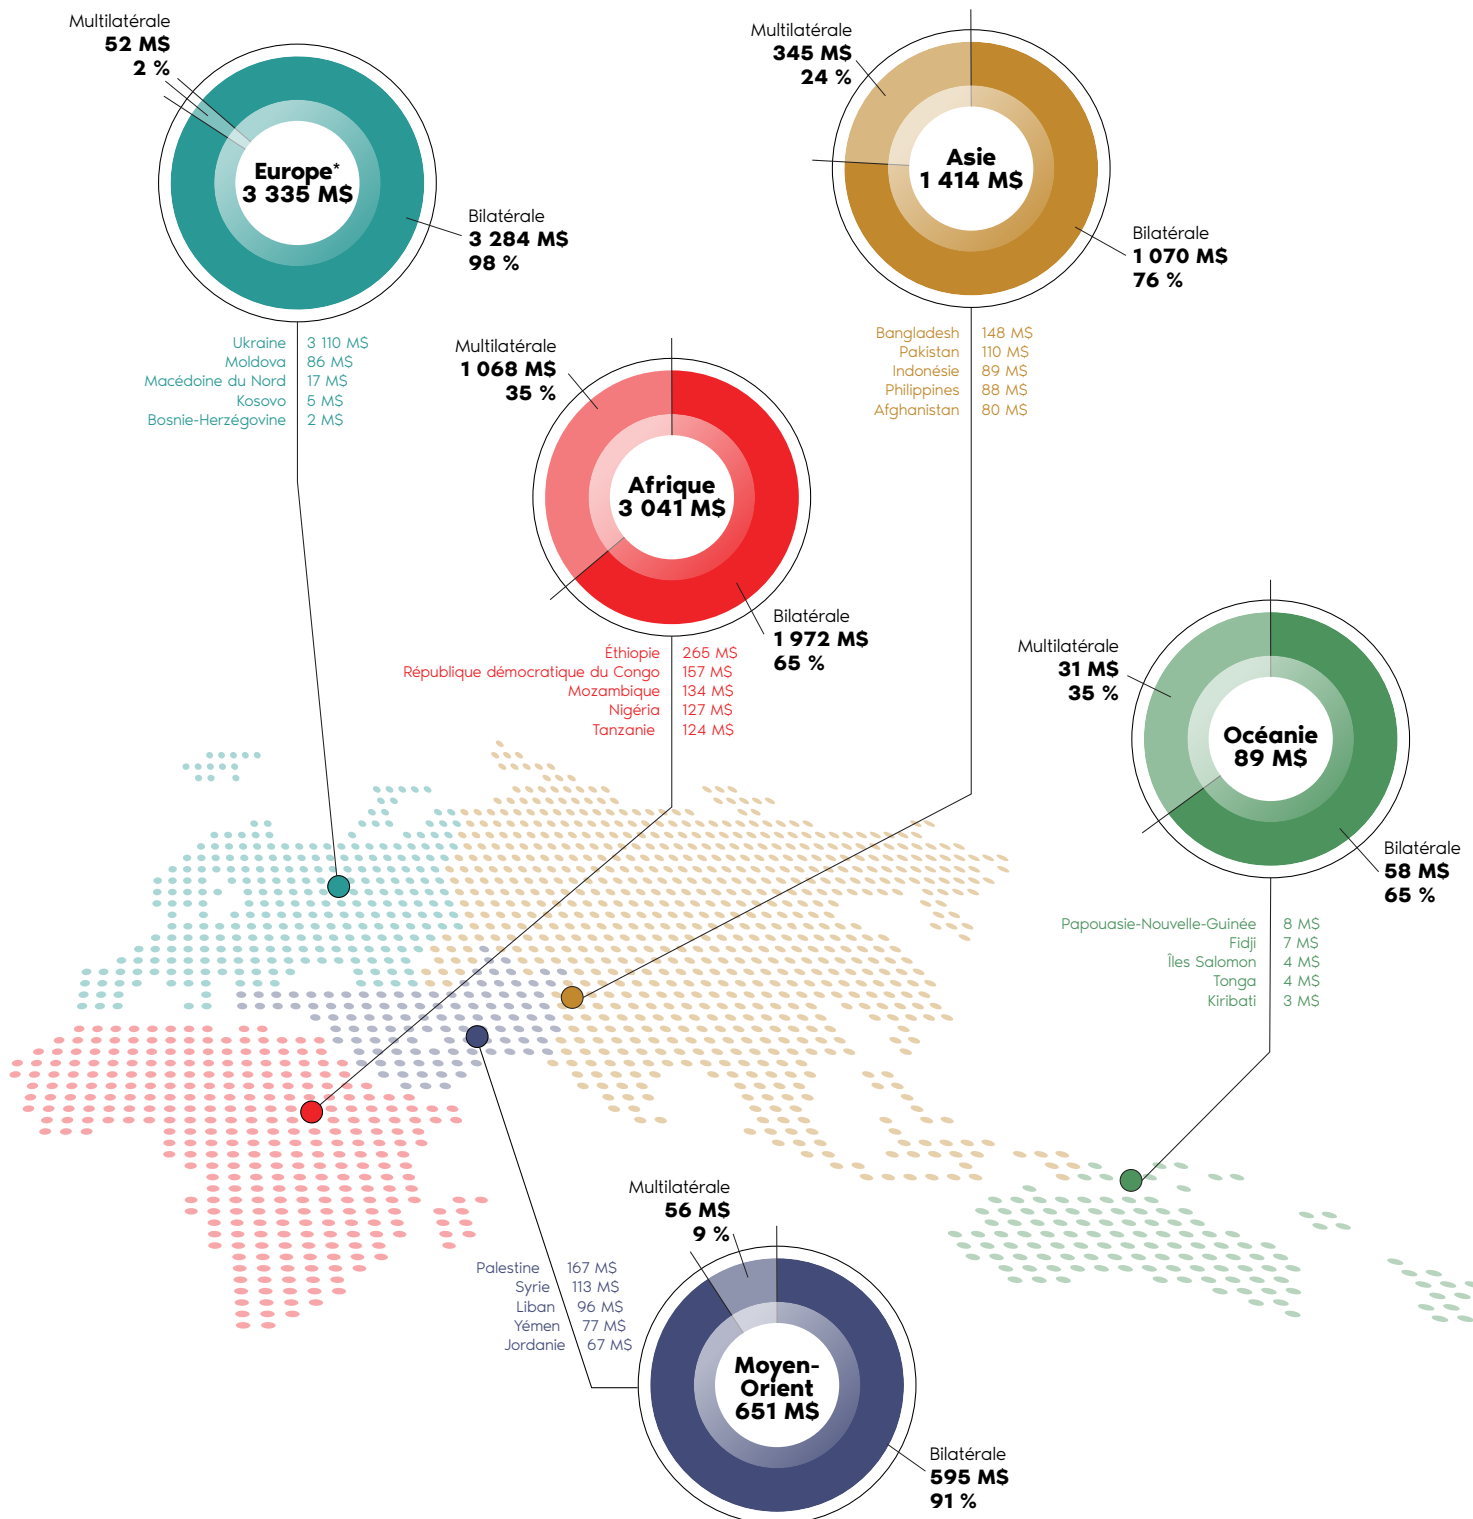 Multilatérale
52 M$
2 %
Europe*
3 335 M$
Bilatérale
3 284 M$
98 %
Ukraine 3 110 M$
Moldova 86 M$
Macédoine du Nord 17 M$
Kosovo 5 M$
Bosnie-Herzégovine 2 M$
Multilatérale
345 M$
24 %
Asie
1 414 M$
Bilatérale
1 070 M$
76 %
Bangladesh 148 M$
Pakistan 110 M$
Indonésie 89 M$
Philippines 88 M$
Afghanistan 80 M$
Multilatérale
1 068 M$
35 %
Afrique
3 041 M$
Bilatérale
1 972 M$
65 %
Éthiopie 265 M$
République démocratique du Congo 157 M$
Mozambique 134 M$
Nigéria 127 M$
Tanzanie 124 M$
Multilatérale
31 M$
35 %
Océanie
89 M$
Bilatérale
58 M$
65 %
Papouasie-Nouvelle-Guinée 8 M$
Fidji 7 M$
Îles Salomon 4 M$
Tonga 4 M$
Kiribati 3 M$
Multilatérale
56 M$
9 %
Palestine 167 M$
Syrie 113 M$
Liban 96 M$
Yémen 77 M$
Jordanie 67 M$
Moyen-
Orient
651 M$
Bilatérale
595 M$
91 %